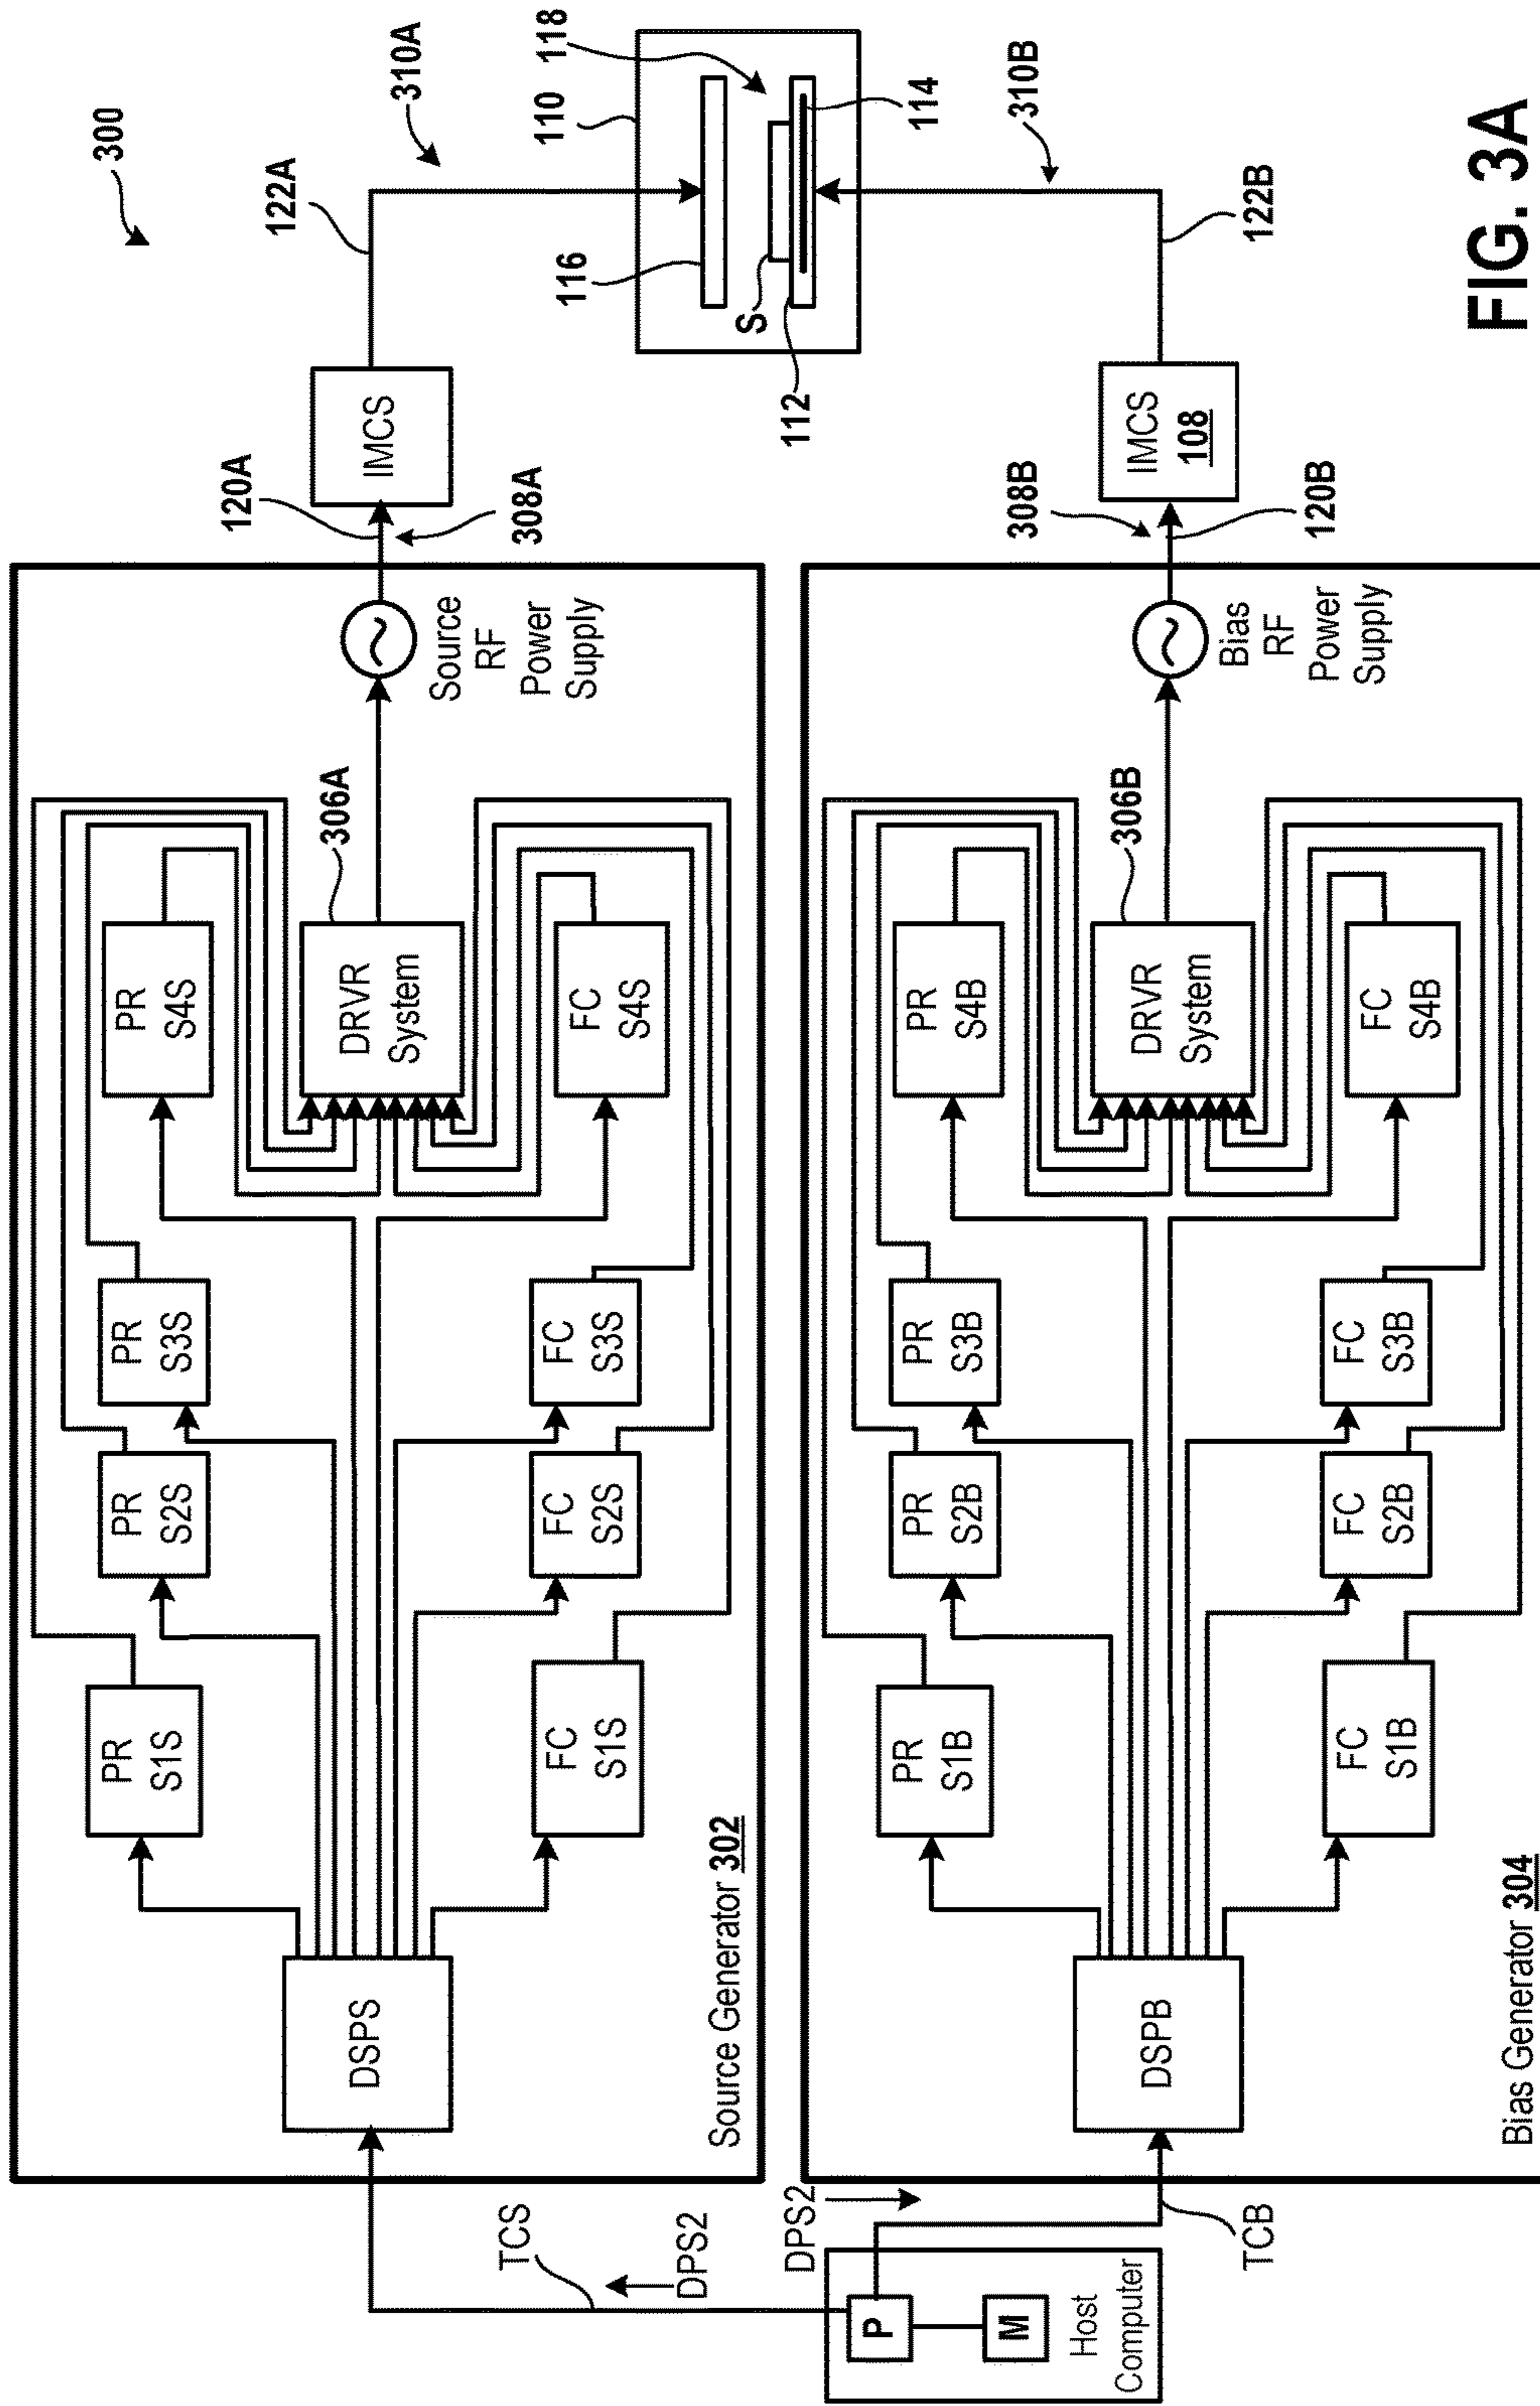 300
122A
310A
110
118
116
S
112
114
310B
122B
IMCS
120A
308A
IMCS
108
308B
120B
Source
RF
Power
Supply
306A
DRVR
System
PR
S4S
FC
S4S
PR
S3S
FC
S3S
PR
S2S
FC
S2S
PR
S1S
FC
S1S
DSPS
Source Generator 302
Bias
RF
Power
Supply
306B
DRVR
System
PR
S4B
FC
S4B
PR
S3B
FC
S3B
PR
S2B
FC
S2B
PR
S1B
FC
S1B
DSPB
Bias Generator 304
TCS
DPS2
DPS2
TCB
P
M
Host
Computer
FIG. 3A